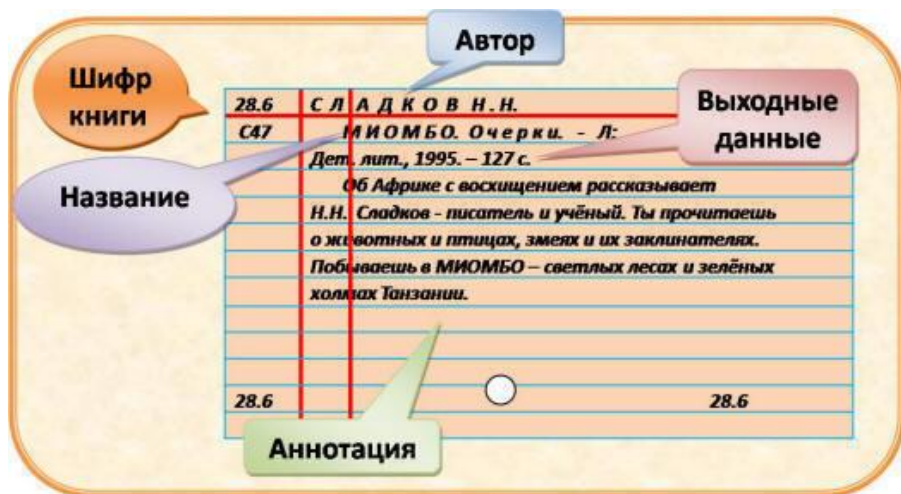 Автор
Шифр
книги
Выходные
данные
Название
28.6 СЛАДКОВ Н.Н.
С47 МИОМБО. Очерки. - Л:
Дет. лит., 1995. – 127 с.
Об Африке с восхищением рассказывает
Н.Н. Сладков - писатель и учёный. Ты прочитаешь
о животных и птицах, змеях и их заклинателях.
Побываешь в МИОМБО – светлых лесах и зелёных
холмах Танзании.
28.6 28.6
Аннотация